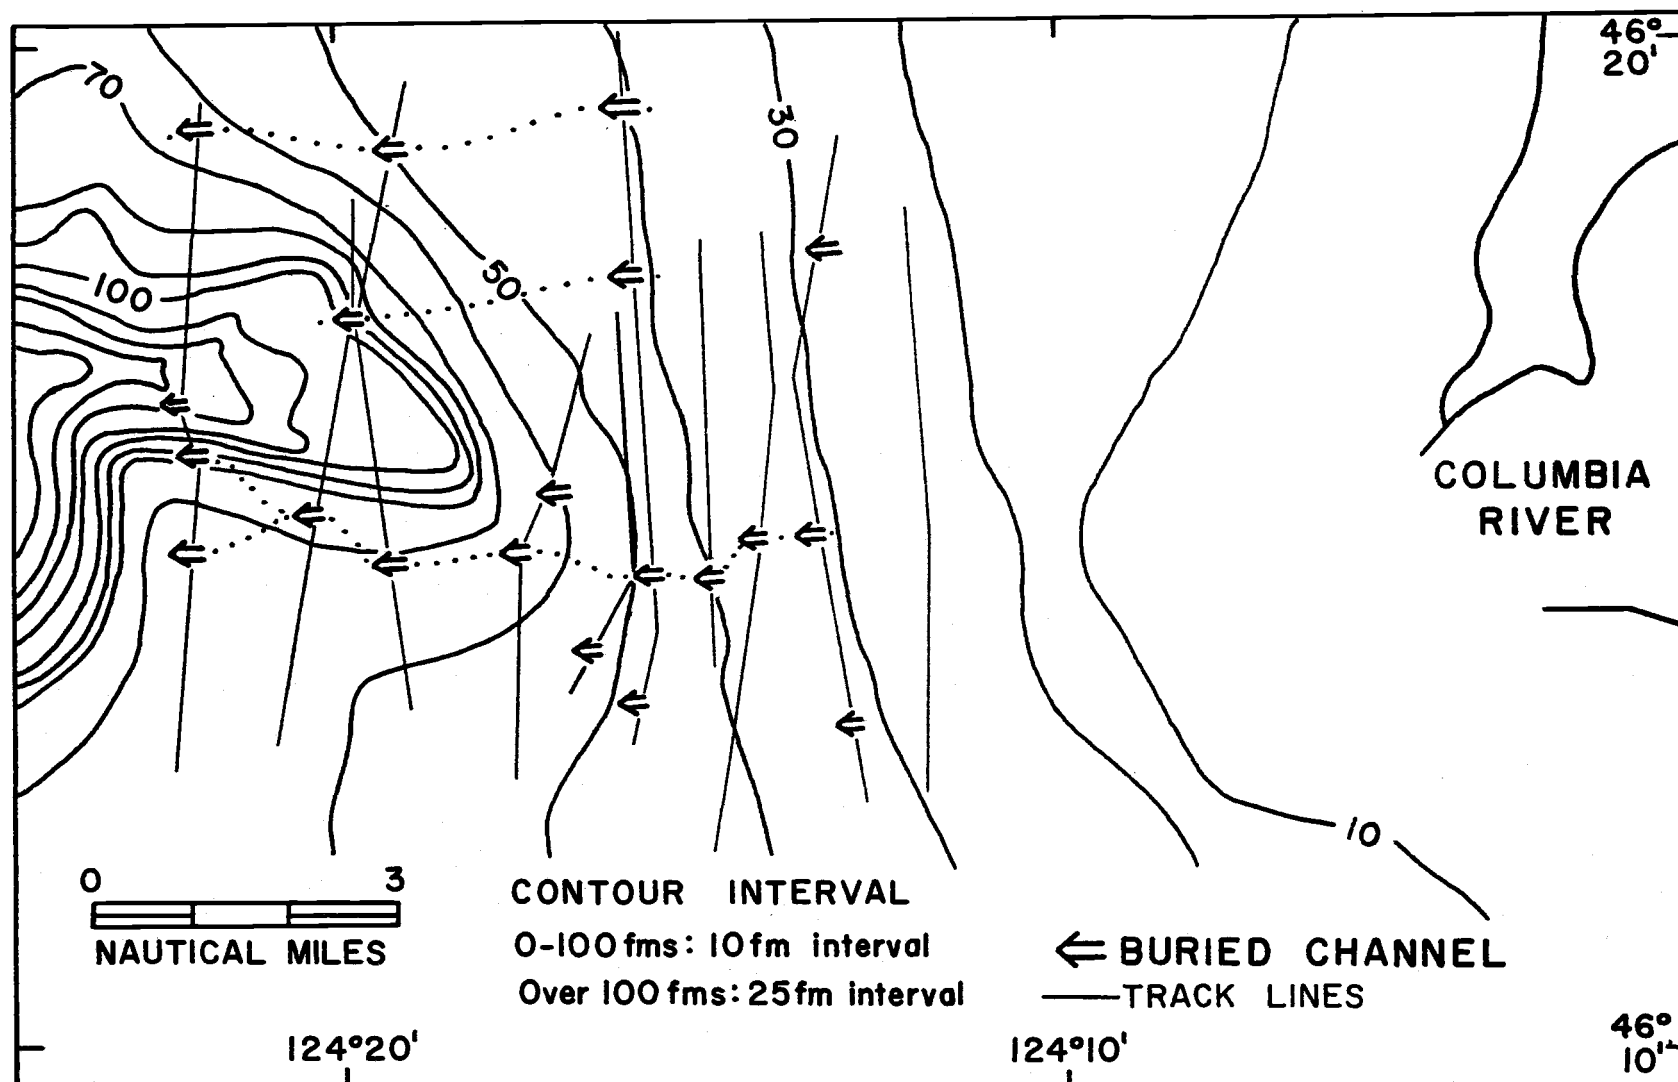 46°
20'
70
30
50
100
COLUMBIA
RIVER
10
0 3
NAUTICAL MILES
CONTOUR INTERVAL
0-100 fms: 10 fm interval
Over 100 fms: 25 fm interval
BURIED CHANNEL
TRACK LINES
124°20'
124°10'
46°
10'